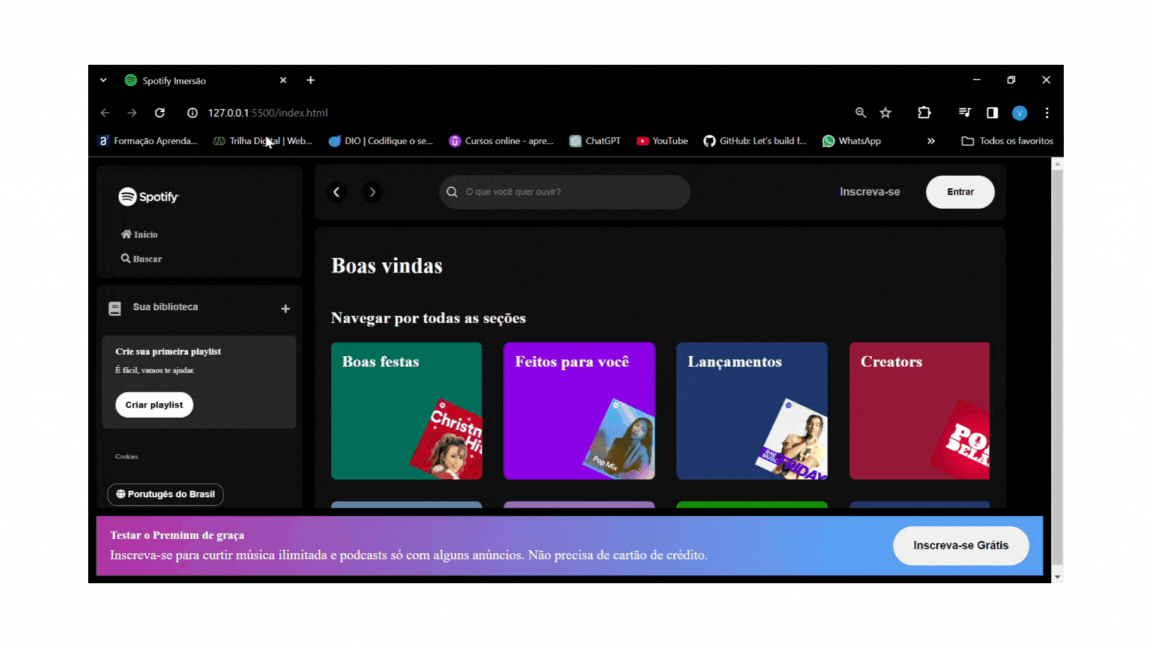 Spotify Imersão
127.0.0.1:5500/index.html
Formação Aprenda...
Trilha Digital | Web...
DIO | Codifique o se...
Cursos online - apre...
ChatGPT
YouTube
GitHub: Let's build f...
WhatsApp
»
Todos os favoritos
V
Spotify
Início
Buscar
O que você quer ouvir?
Inscreva-se
Entrar
Sua biblioteca
+
Crie sua primeira playlist
É fácil, vamos te ajudar.
Criar playlist
Cookies
Porutugês do Brasil
Boas vindas
Navegar por todas as seções
Boas festas
Christm
Hi
Feitos para você
Pop Mix
Lançamentos
FRIDAY
Creators
Testar o Premium de graça
Inscreva-se para curtir música ilimitada e podcasts só com alguns anúncios. Não precisa de cartão de crédito.
Inscreva-se Grátis